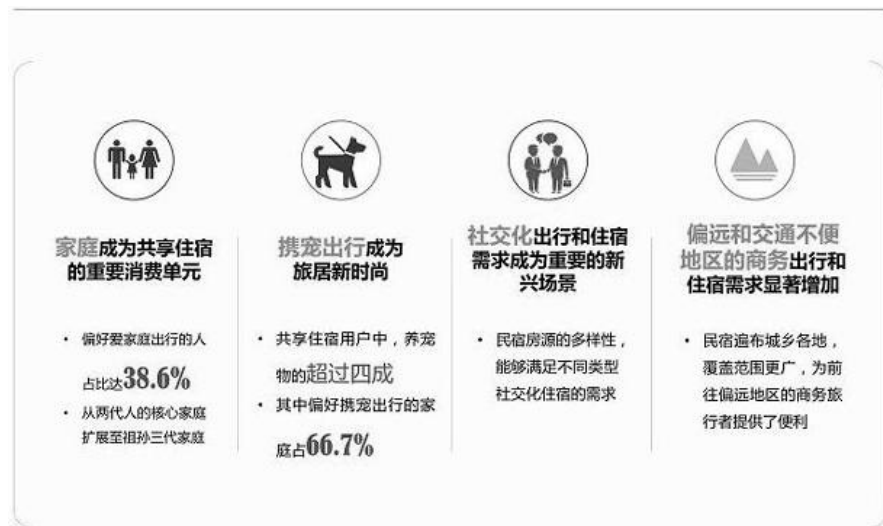 家庭成为共享住宿
的重要消费单元
• 偏好爱家庭出行的人
占比达38.6%
• 从两代人的核心家庭
扩展至祖孙三代家庭
携宠出行成为
旅居新时尚
• 共享住宿用户中，养宠
物的超过四成
• 其中偏好携宠出行的家
庭占66.7%
社交化出行和住宿
需求成为重要的新
兴场景
• 民宿房源的多样性，
能够满足不同类型
社交化住宿的需求
偏远和交通不便
地区的商务出行和
住宿需求显著增加
• 民宿遍布城乡各地，
覆盖范围更广，为前
往偏远地区的商务旅
行者提供了便利